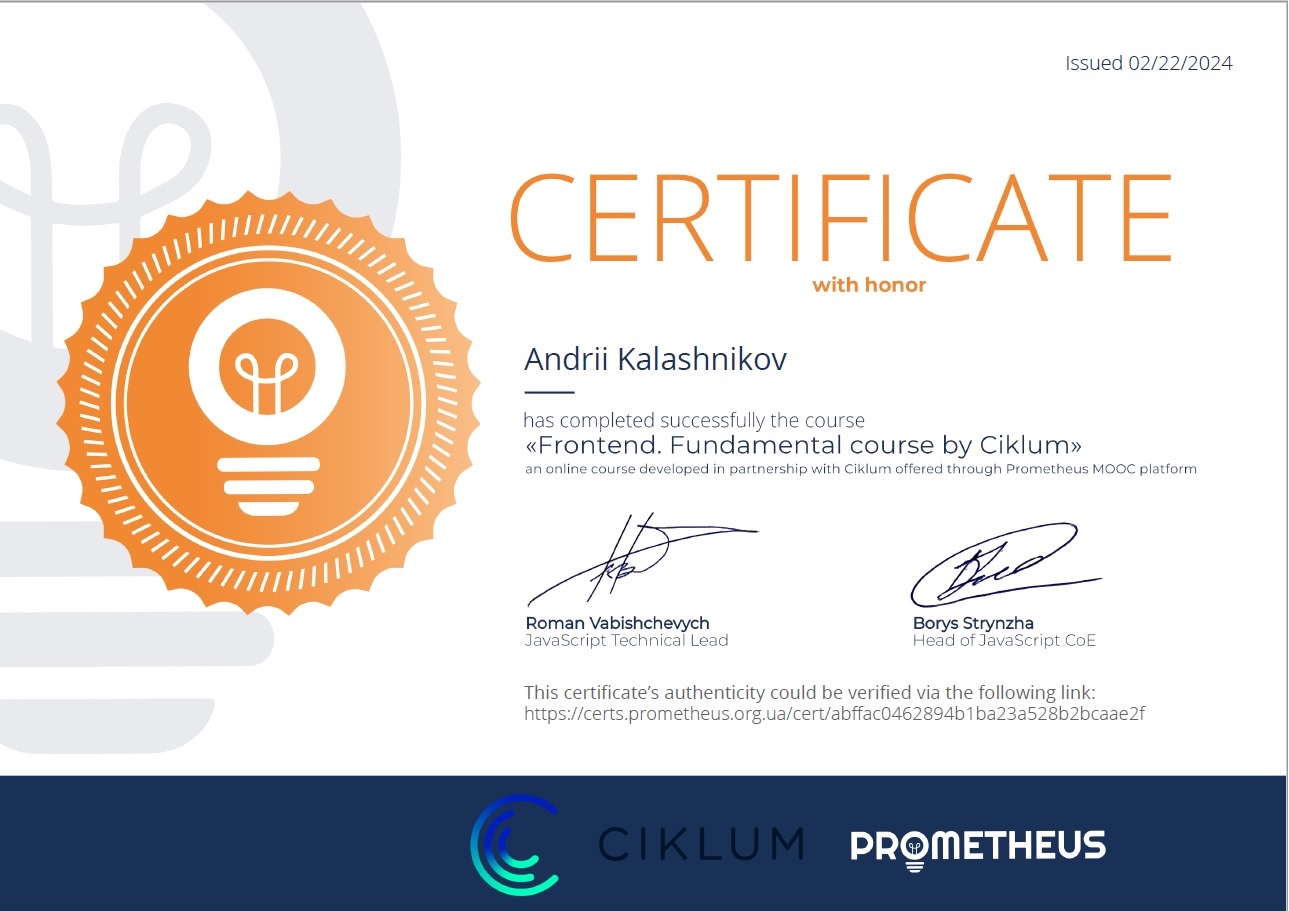 Issued 02/22/2024
CERTIFICATE
with honor
Andrii Kalashnikov
has completed successfully the course
«Frontend. Fundamental course by Ciklum»
an online course developed in partnership with Ciklum offered through Prometheus MOOC platform
Roman Vabishchevych
JavaScript Technical Lead
Borys Strynzha
Head of JavaScript CoE
This certificate’s authenticity could be verified via the following link:
https://certs.prometheus.org.ua/cert/abffac0462894b1ba23a528b2bcaae2f
CIKLUM
PROMETHEUS